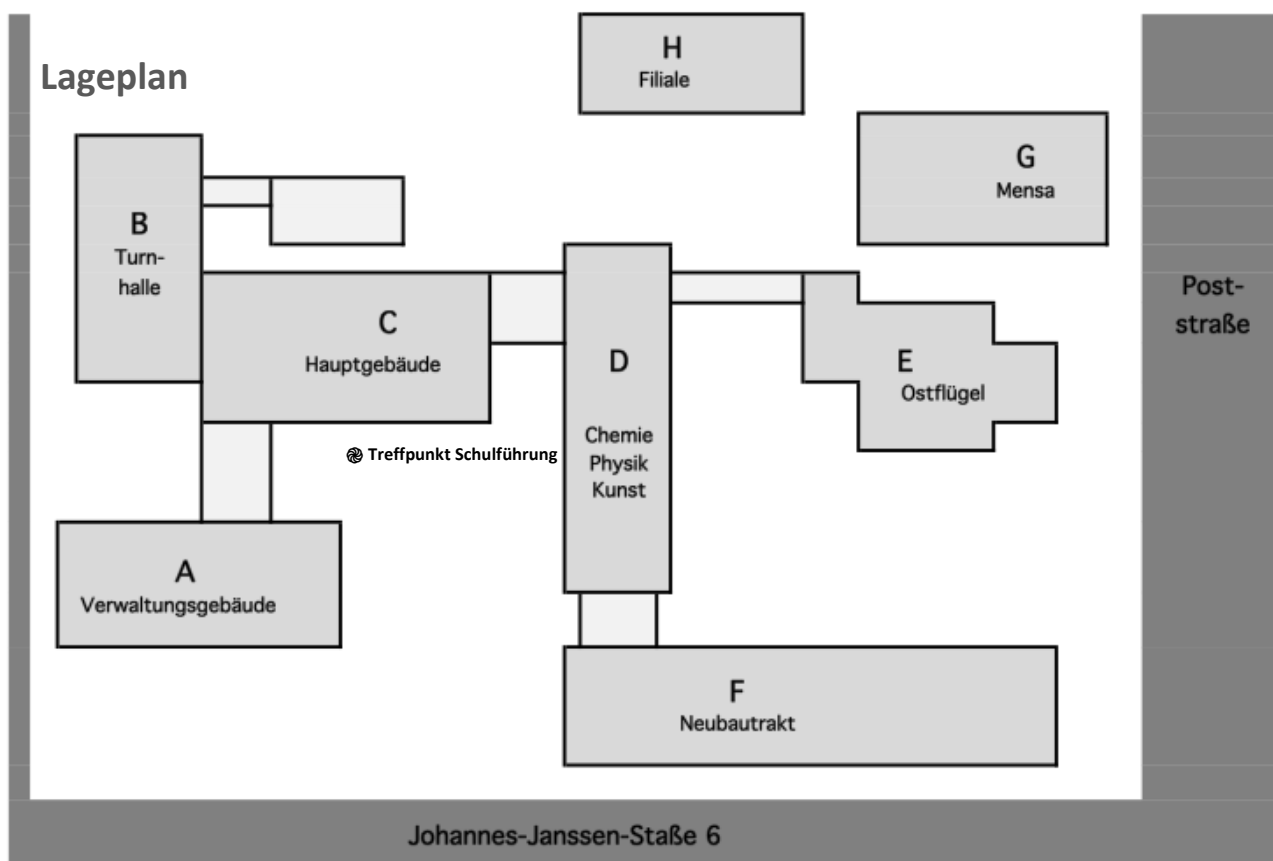 Lageplan
H
Filiale
G
Mensa
B
Turn-
halle
Post-
straße
C
Hauptgebäude
D
Chemie
Physik
Kunst
E
Ostflügel
Treffpunkt Schulführung
A
Verwaltungsgebäude
F
Neubautrakt
Johannes-Janssen-Staße 6